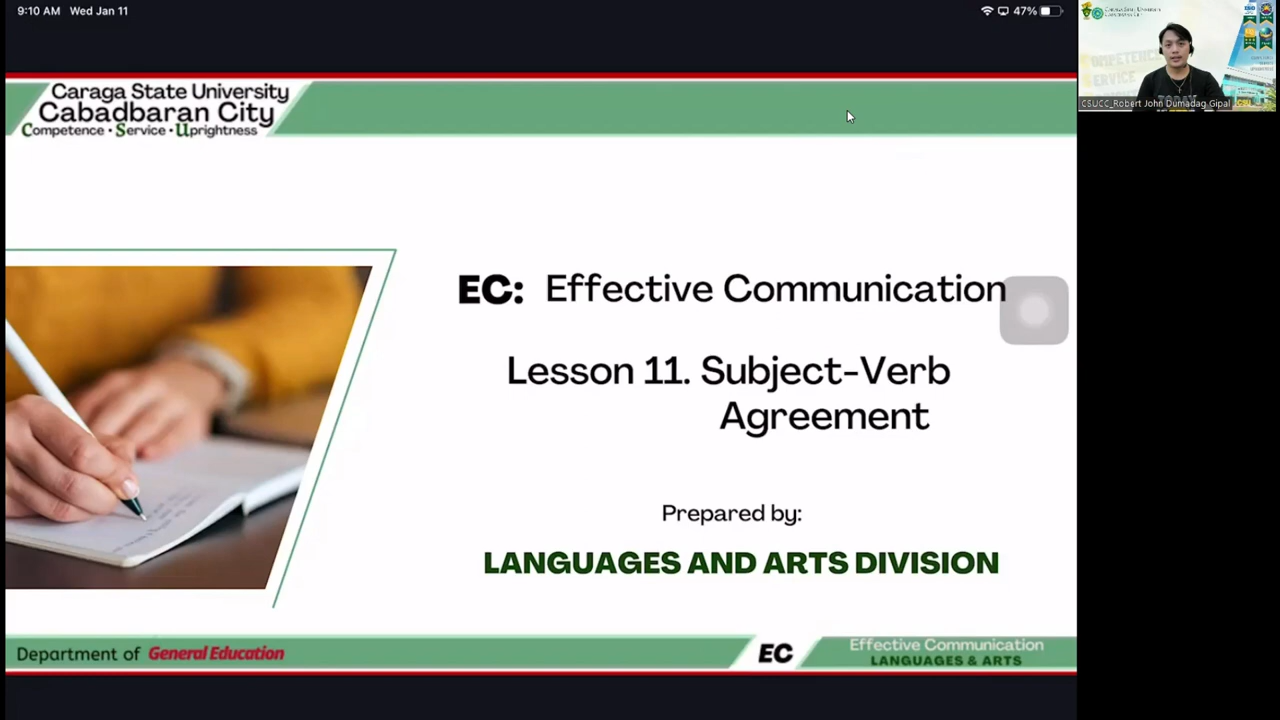 9:10 AM Wed Jan 11
47%
Caraga State University
Cabadbaran City
Competence • Service • Uprightness
EC: Effective Communication
Lesson 11. Subject-Verb
Agreement
Prepared by:
LANGUAGES AND ARTS DIVISION
Department of General Education
EC
Effective Communication
LANGUAGES & ARTS
CSUCC_Robert John Dumadag Gipal